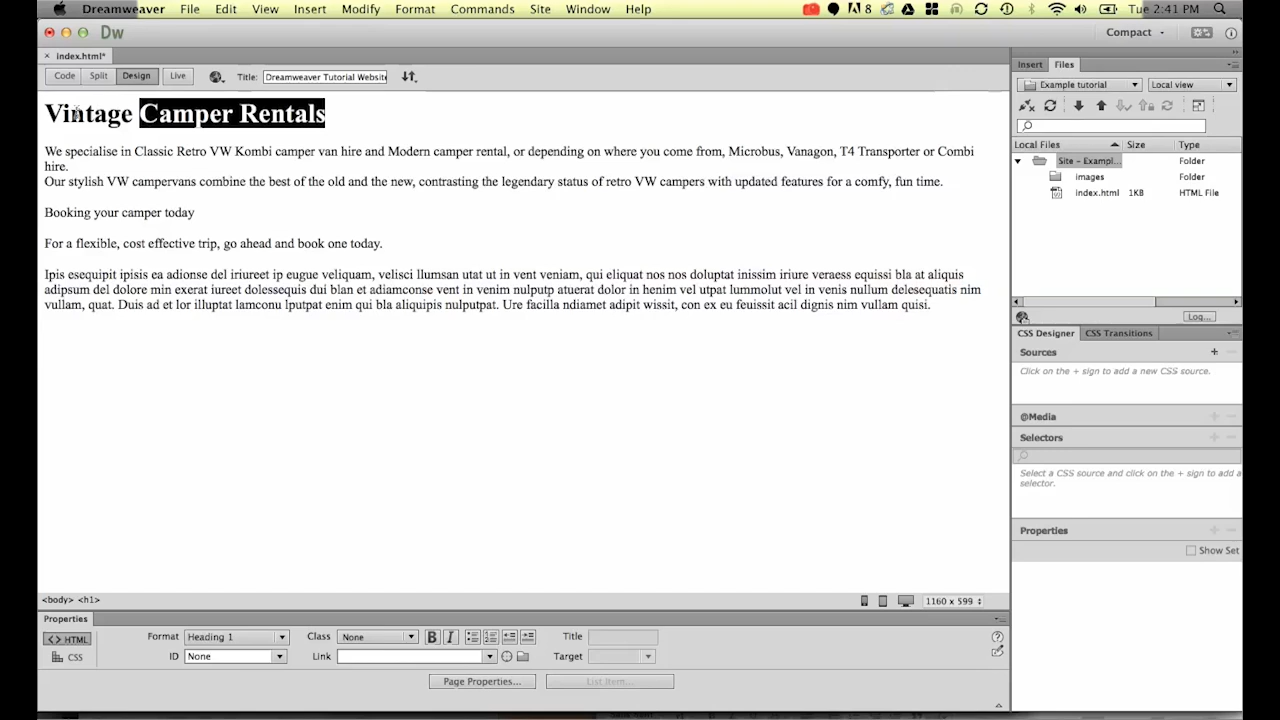 Dreamweaver File Edit View Insert Modify Format Commands Site Window Help 8 Tue 2:41 PM
Dw Compact
index.html*
Insert Files
Code Split Design Live Title: Dreamweaver Tutorial Website
Example tutorial Local view
Vintage Camper Rentals
Local Files Size Type
We specialise in Classic Retro VW Kombi camper van hire and Modern camper rental, or depending on where you come from, Microbus, Vanagon, T4 Transporter or Combi
hire.
Our stylish VW campervans combine the best of the old and the new, contrasting the legendary status of retro VW campers with updated features for a comfy, fun time.
Booking your camper today
For a flexible, cost effective trip, go ahead and book one today.
Ipis esequipit ipisis ea adionse del iriureet ip eugue veliquam, velisci llumsan utat ut in vent veniam, qui eliquat nos nos doluptat inissim iriure veraess equissi bla at aliquis
adipsum del dolore min exerat iureet dolessequis dui blan et adiamconse vent in venim nulputp atuerat dolor in henim vel utpat lummolut vel in venis nullum delesequatis nim
vullam, quat. Duis ad et lor illuptat lamconu lputpat enim qui bla aliquipis nulputpat. Ure facilla ndiamet adipit wissit, con ex eu feuissit acil dignis nim vullam quisi.
Site - Exampl... Folder
images Folder
index.html 1KB HTML File
Log...
CSS Designer CSS Transitions
Sources
Click on the + sign to add a new CSS source.
@Media
Selectors
Select a CSS source and click on the + sign to add a
selector.
Properties
Show Set
<body> <h1> 1160 x 599
Properties
<> HTML Format Heading 1 Class None B I Title
CSS ID None Link Target
Page Properties... List Item...